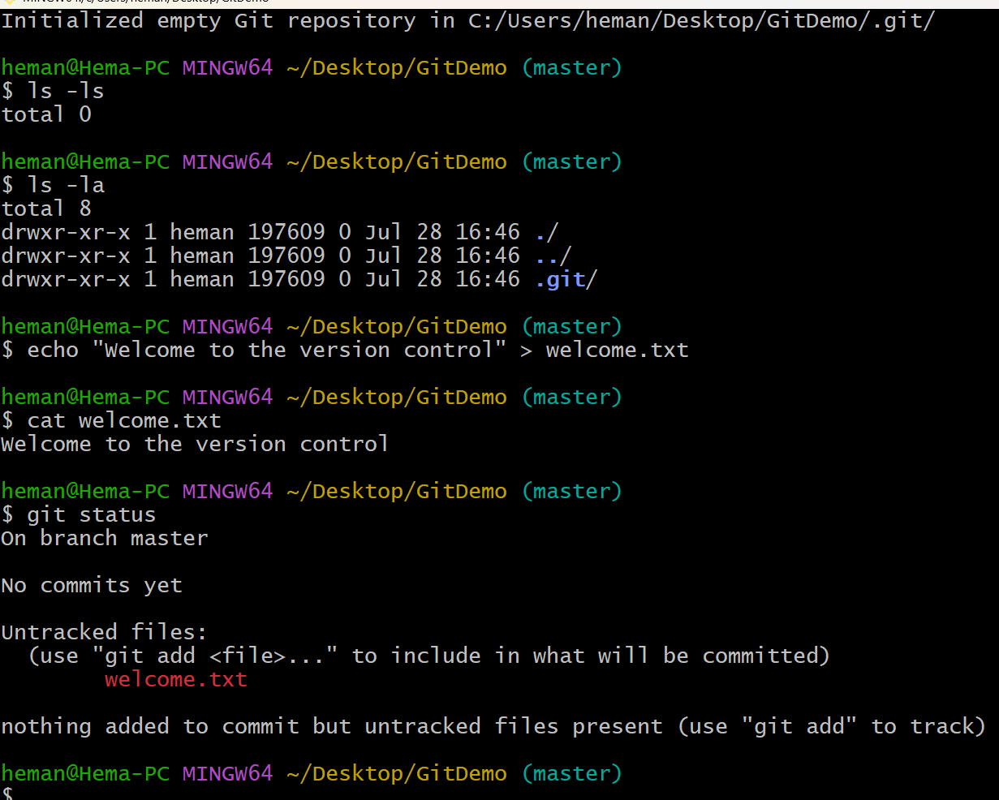 Initialized empty Git repository in C:/Users/heman/Desktop/GitDemo/.git/
heman@Hema-PC MINGW64 ~/Desktop/GitDemo (master)
$ ls -ls
total 0
heman@Hema-PC MINGW64 ~/Desktop/GitDemo (master)
$ ls -la
total 8
drwxr-xr-x 1 heman 197609 0 Jul 28 16:46 ./
drwxr-xr-x 1 heman 197609 0 Jul 28 16:46 ../
drwxr-xr-x 1 heman 197609 0 Jul 28 16:46 .git/
heman@Hema-PC MINGW64 ~/Desktop/GitDemo (master)
$ echo "Welcome to the version control" > welcome.txt
heman@Hema-PC MINGW64 ~/Desktop/GitDemo (master)
$ cat welcome.txt
Welcome to the version control
heman@Hema-PC MINGW64 ~/Desktop/GitDemo (master)
$ git status
On branch master
No commits yet
Untracked files:
  (use "git add <file>..." to include in what will be committed)
        welcome.txt
nothing added to commit but untracked files present (use "git add" to track)
heman@Hema-PC MINGW64 ~/Desktop/GitDemo (master)
$